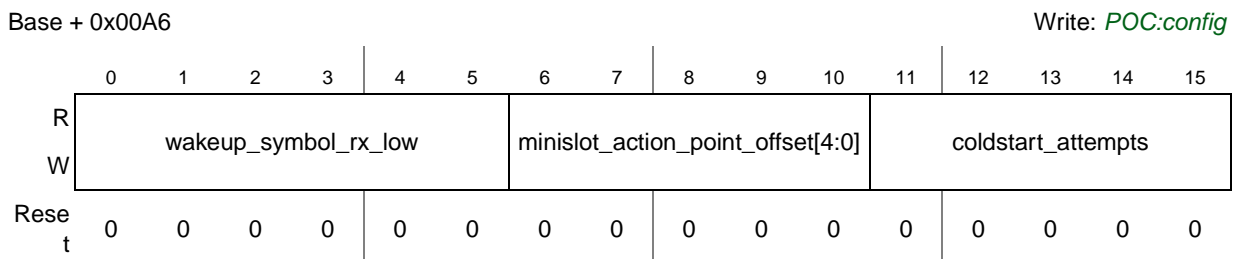 Base + 0x00A6 Write: POC:config
0 1 2 3 4 5 6 7 8 9 10 11 12 13 14 15
R
wakeup_symbol_rx_low minislot_action_point_offset[4:0] coldstart_attempts
W
Rese
t
0 0 0 0 0 0 0 0 0 0 0 0 0 0 0 0